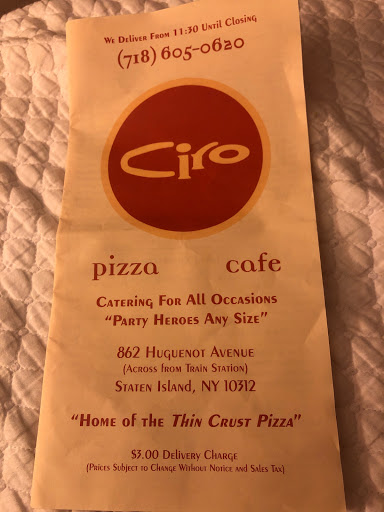 We Deliver From 11:30 Until Closing
(718) 605-0620
Ciro
pizza cafe
Catering For All Occasions
“Party Heroes Any Size”
862 Huguenot Avenue
(Across from Train Station)
Staten Island, NY 10312
“Home of the Thin Crust Pizza”
$3.00 Delivery Charge
(Prices Subject to Change Without Notice and Sales Tax)